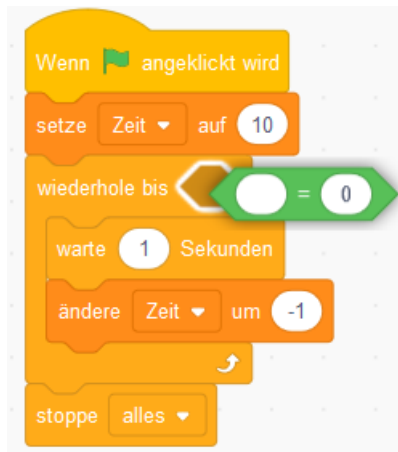 Wenn angeklickt wird
setze Zeit auf 10
wiederhole bis = 0
warte 1 Sekunden
ändere Zeit um -1
stoppe alles